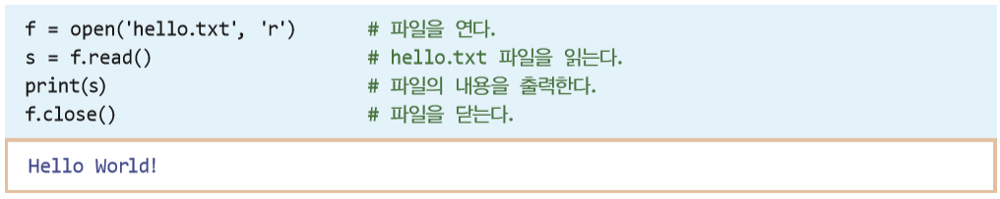 f = open('hello.txt', 'r') # 파일을 연다.
s = f.read() # hello.txt 파일을 읽는다.
print(s) # 파일의 내용을 출력한다.
f.close() # 파일을 닫는다.
Hello World!